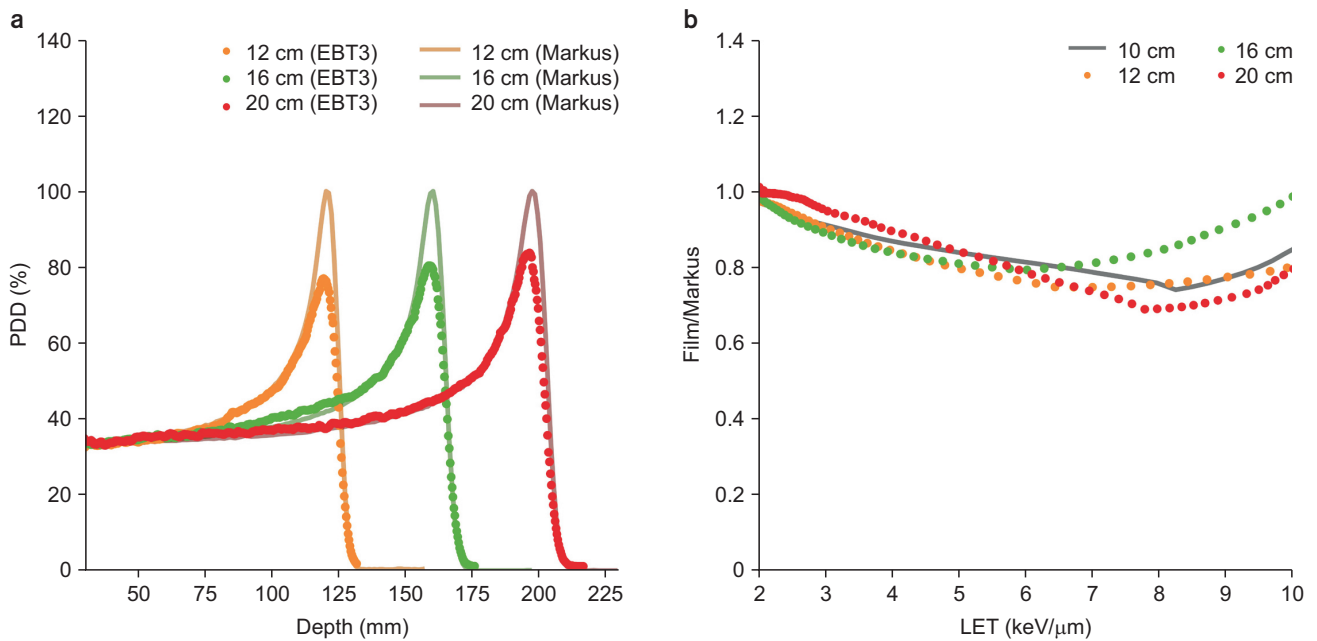 a
140
120
100
80
60
40
20
0
PDD (%)
50 75 100 125 150 175 200 225
Depth (mm)
12 cm (EBT3) 12 cm (Markus)
16 cm (EBT3) 16 cm (Markus)
20 cm (EBT3) 20 cm (Markus)
b
1.4
1.2
1.0
0.8
0.6
0.4
0.2
0
Film/Markus
2 3 4 5 6 7 8 9 10
LET (keV/μm)
10 cm 16 cm
12 cm 20 cm